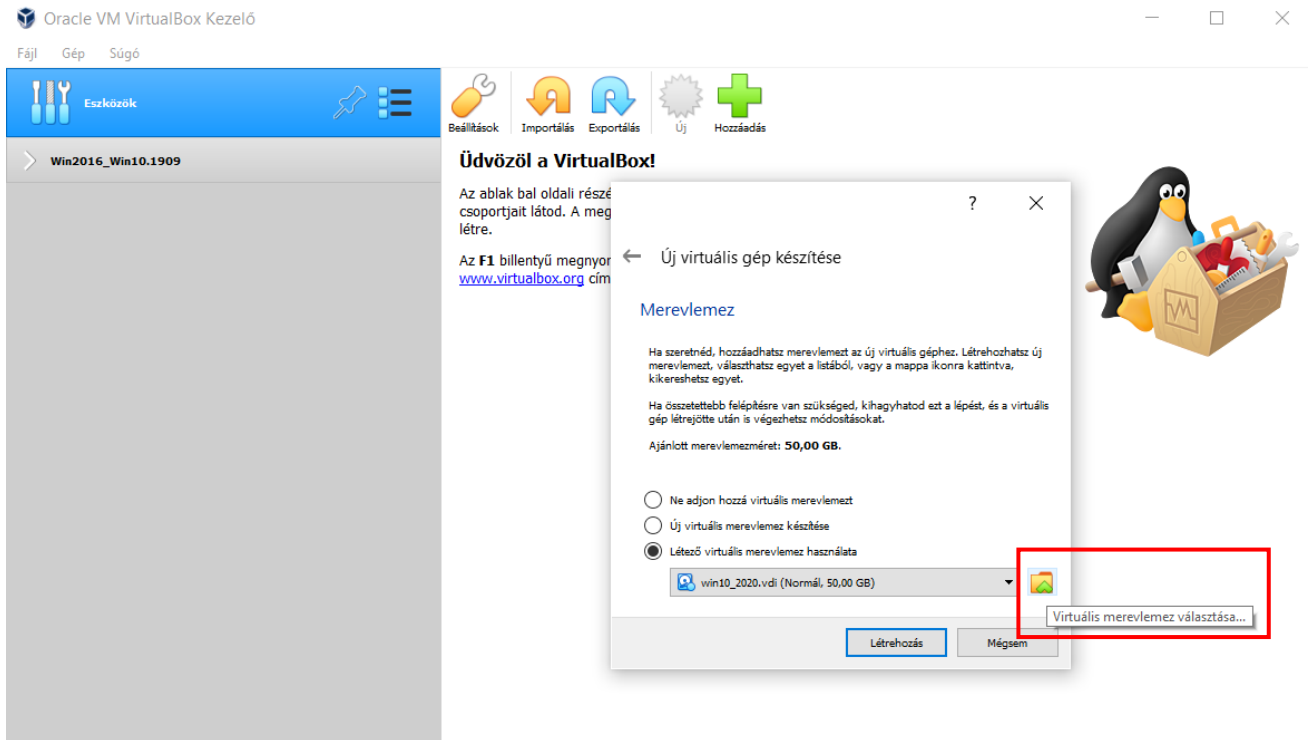 Oracle VM VirtualBox Kezelő
Fájl Gép Súgó
Eszközök
Win2016_Win10.1909
Beállítások Importálás Exportálás Új Hozzáadás
Üdvözöl a VirtualBox!
Az ablak bal oldali részé
csoportjait látod. A meg
létre.
Az F1 billentyű megnyom
www.virtualbox.org cím
?
Új virtuális gép készítése
Merevlemez
Ha szeretnéd, hozzáadhatsz merevlemezt az új virtuális géphez. Létrehozhatsz új
merevlemezt, választhatsz egyet a listából, vagy a mappa ikonra kattintva,
kikereshetsz egyet.
Ha összetettebb felépítésre van szükséged, kihagyhatod ezt a lépést, és a virtuális
gép létrejötte után is végezhetsz módosításokat.
Ajánlott merevlemezméret: 50,00 GB.
Ne adjon hozzá virtuális merevlemezt
Új virtuális merevlemez készítése
Létező virtuális merevlemez használata
win10_2020.vdi (Normál, 50,00 GB)
Virtuális merevlemez választása...
Létrehozás Mégsem